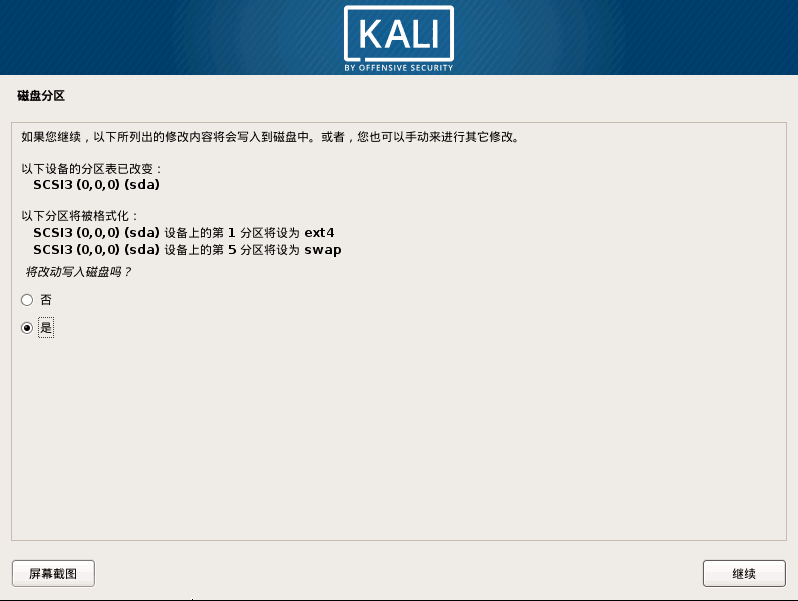 KALI
BY OFFENSIVE SECURITY
磁盘分区
如果您继续，以下所列出的修改内容将会写入到磁盘中。或者，您也可以手动来进行其它修改。
以下设备的分区表已改变：
SCSI3 (0,0,0) (sda)
以下分区将被格式化：
SCSI3 (0,0,0) (sda) 设备上的第 1 分区将设为 ext4
SCSI3 (0,0,0) (sda) 设备上的第 5 分区将设为 swap
将改动写入磁盘吗？
否
是
屏幕截图
继续